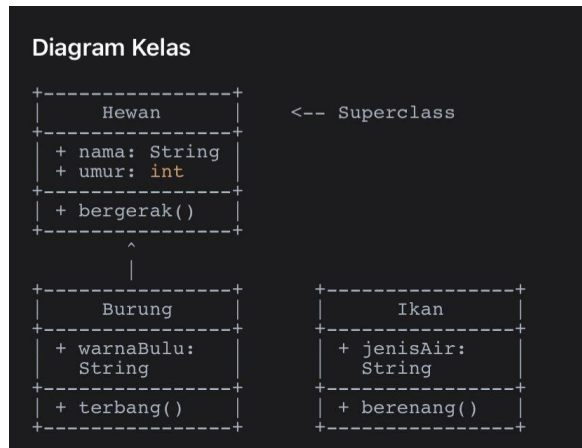 Diagram Kelas
+----------------+
|     Hewan      |    <-- Superclass
+----------------+
| + nama: String |
| + umur: int    |
+----------------+
| + bergerak()   |
+----------------+
        ^
        |
+----------------+     +----------------+
|     Burung     |     |      Ikan      |
+----------------+     +----------------+
| + warnaBulu:   |     | + jenisAir:    |
|   String       |     |   String       |
+----------------+     +----------------+
| + terbang()    |     | + berenang()   |
+----------------+     +----------------+